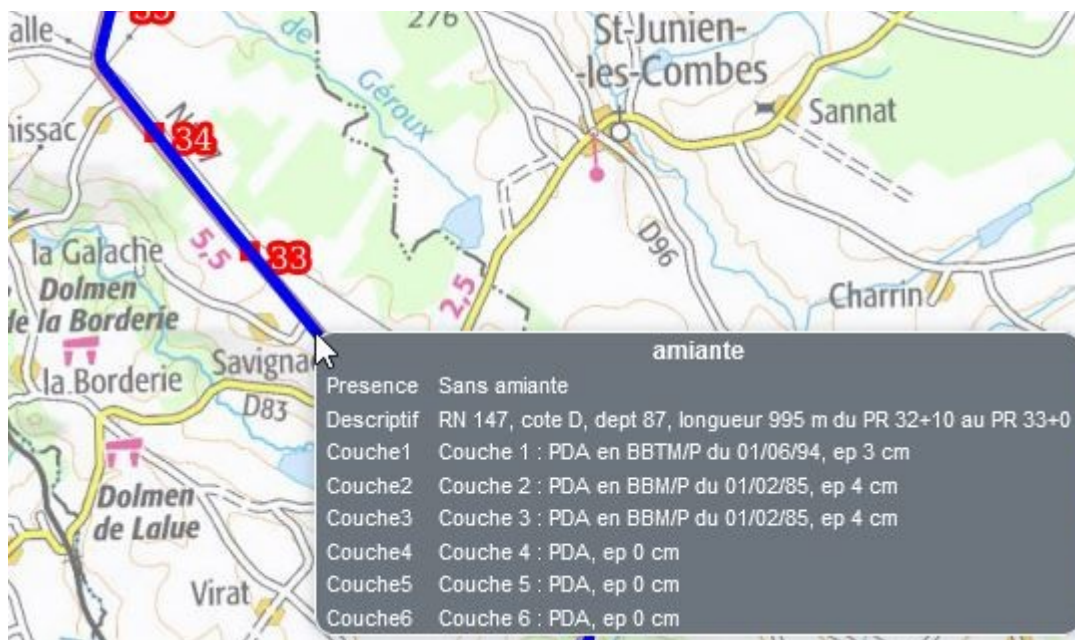 35
alle
276
de
St-Junien-
-les-Combes
Géroux
Sannat
nissac
34
la Galache
5,5
33
D96
2,5
Charrin
Dolmen
de la Borderie
la Borderie
Savigna
D83
Dolmen
de Lalue
Virat
amiante
Presence Sans amiante
Descriptif RN 147, cote D, dept 87, longueur 995 m du PR 32+10 au PR 33+0
Couche1 Couche 1 : PDA en BBTM/P du 01/06/94, ep 3 cm
Couche2 Couche 2 : PDA en BBM/P du 01/02/85, ep 4 cm
Couche3 Couche 3 : PDA en BBM/P du 01/02/85, ep 4 cm
Couche4 Couche 4 : PDA, ep 0 cm
Couche5 Couche 5 : PDA, ep 0 cm
Couche6 Couche 6 : PDA, ep 0 cm